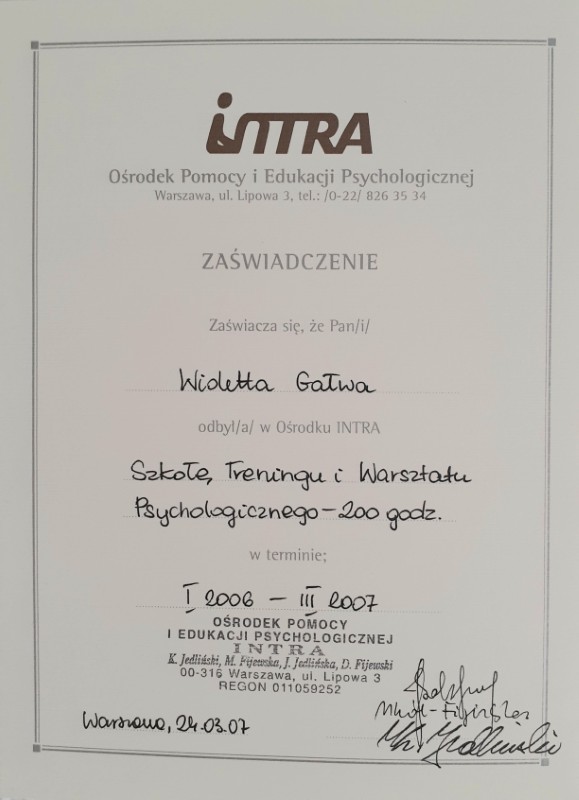 iNTRA
Ośrodek Pomocy i Edukacji Psychologicznej
Warszawa, ul. Lipowa 3, tel.: /0-22/ 826 35 34
ZAŚWIADCZENIE
Zaświacza się, że Pan/i/
Wioletta Gaływa
odbył/a/ w Ośrodku INTRA
Szkołę Treningu i Warsztatu
Psychologicznego - 200 godz.
w terminie;
I 2006 - III 2007
OŚRODEK POMOCY
I EDUKACJI PSYCHOLOGICZNEJ
INTRA
K. Jedliński, M. Fijewska, J. Jedlińska, D. Fijewski
00-316 Warszawa, ul. Lipowa 3
REGON 011059252
Warszawa, 24.03.07